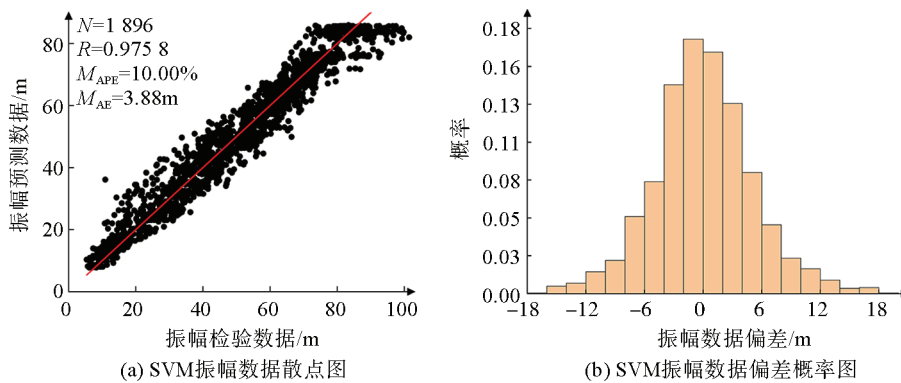 N=1 896
R=0.975 8
MAPE=10.00%
MAE=3.88m
80
60
40
20
0
0 20 40 60 80 100
振幅预测数据/m
振幅检验数据/m
(a) SVM振幅数据散点图
0.18
0.16
0.13
0.11
0.18
0.05
0.03
0.00
−18 −12 −6 0 6 12 18
概率
振幅数据偏差/m
(b) SVM振幅数据偏差概率图